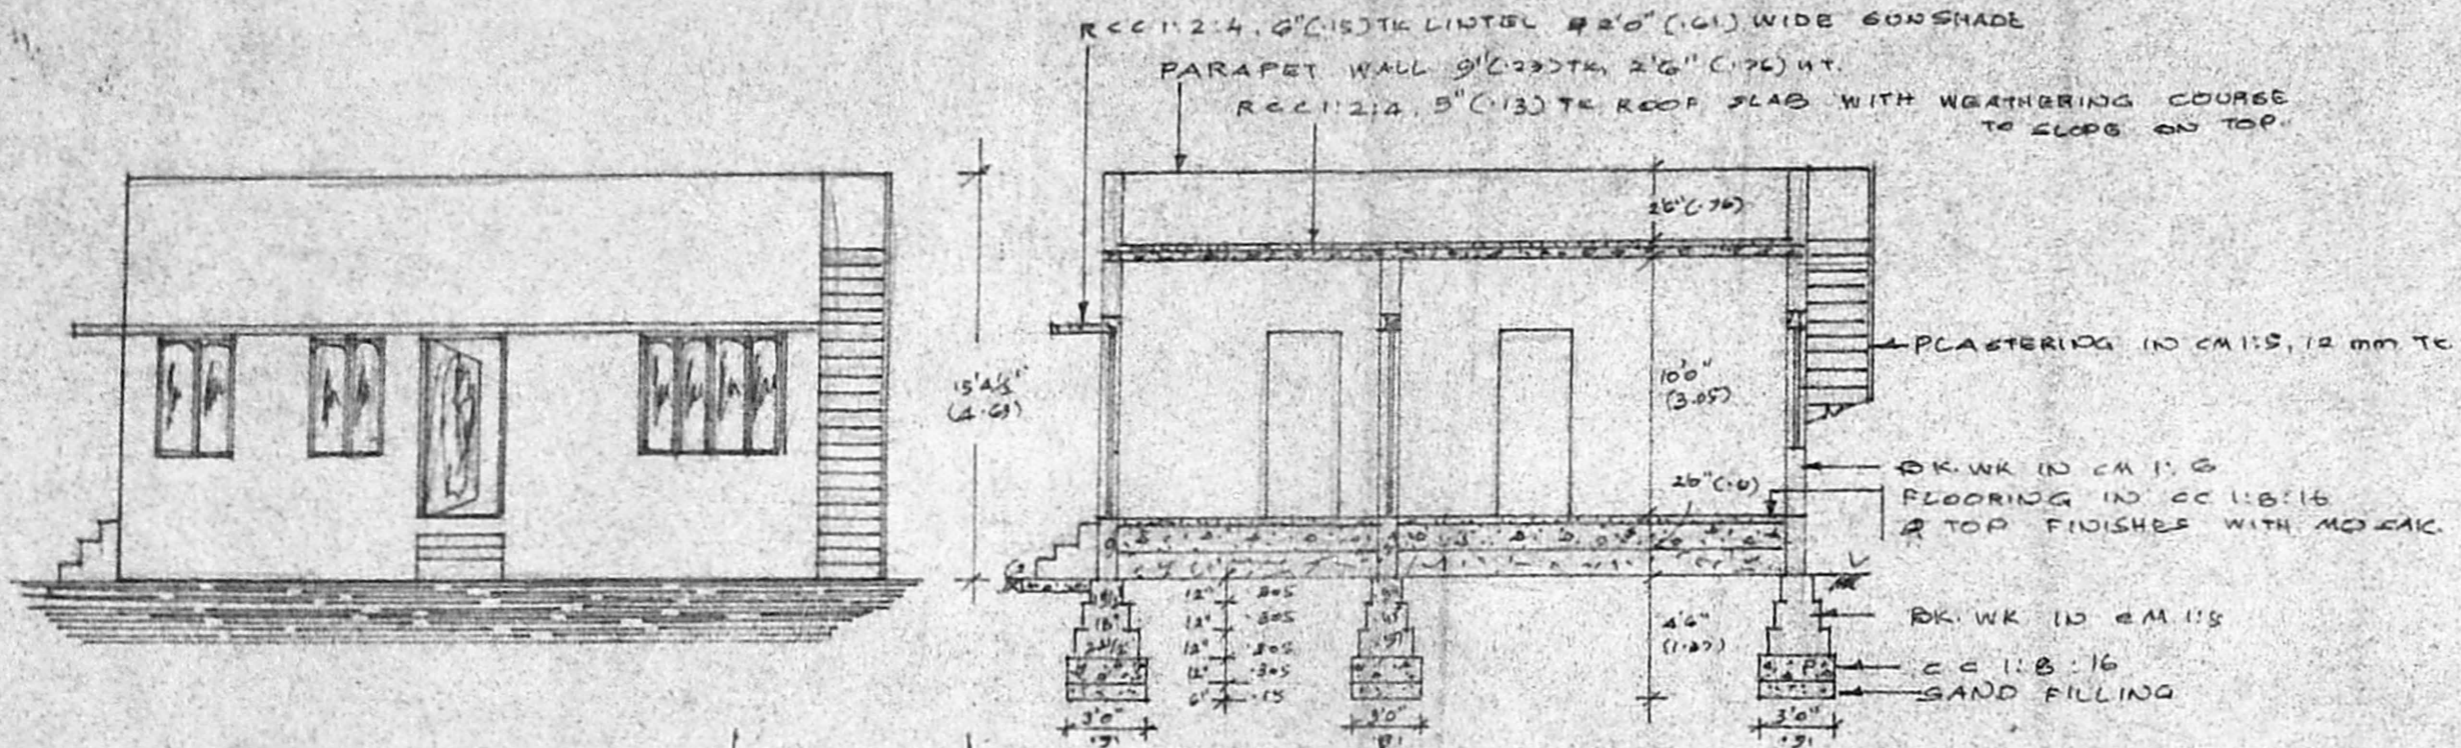 RCC 1:2:4, 6"(.15) TK LINTEL & 2'0" (.61) WIDE SUNSHADE
PARAPET WALL 9"(.23) TK, 2'6" (.76) HT.
RCC 1:2:4, 5"(.13) TK ROOF SLAB WITH WEATHERING COURSE
TO SLOPE ON TOP.
2'6"(.76)
PLASTERING IN CM 1:5, 12 mm TK
15'4½"
(4.69)
10'0"
(3.05)
BK. WK IN CM 1:6
2'0"(.6)
FLOORING IN CC 1:8:16
& TOP FINISHES WITH MOSAIC.
12" .305
18" 12" .305
12" .305
12" .305
6" .15
4'6"
(1.37)
BK. WK IN CM 1:5
CC 1:8:16
SAND FILLING
3'0" 3'0" 3'0"
.91 .91